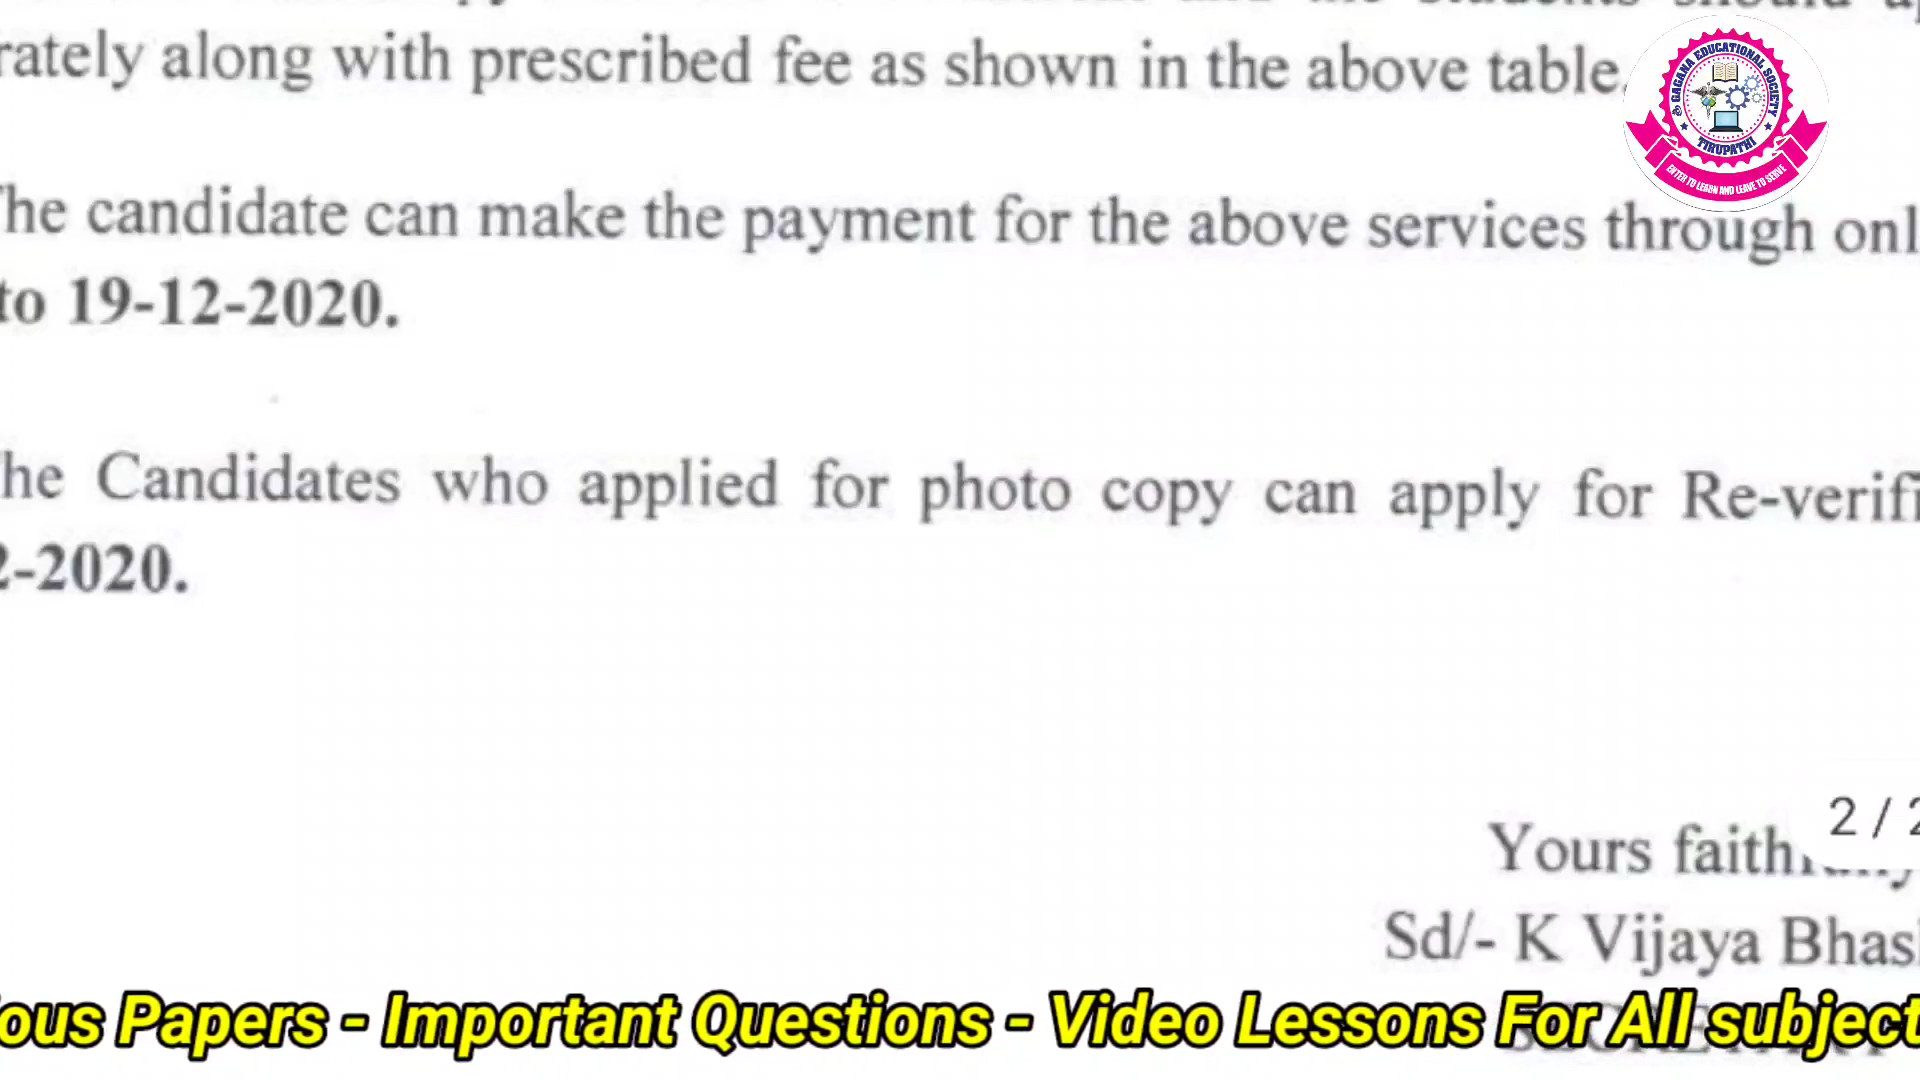 rately along with prescribed fee as shown in the above table.
he candidate can make the payment for the above services through onl
to 19-12-2020.
he Candidates who applied for photo copy can apply for Re-verifi
2-2020.
2 / 2
Yours faith
Sd/- K Vijaya Bhas
ous Papers - Important Questions - Video Lessons For All subject
GAGANA EDUCATIONAL SOCIETY
TIRUPATHI
ENTER TO LEARN AND LEAVE TO SERVE